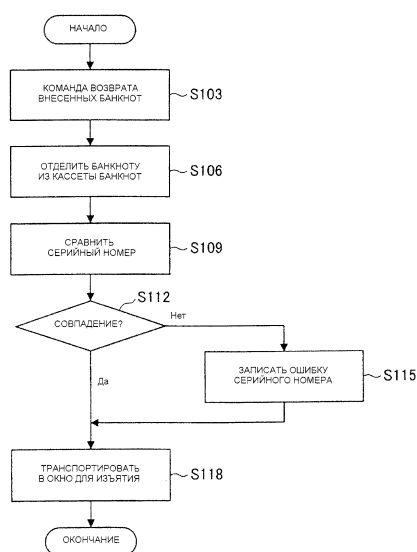 НАЧАЛО
КОМАНДА ВОЗВРАТА
ВНЕСЕННЫХ БАНКНОТ
S103
ОТДЕЛИТЬ БАНКНОТУ
ИЗ КАССЕТЫ БАНКНОТ
S106
СРАВНИТЬ
СЕРИЙНЫЙ НОМЕР
S109
S112
СОВПАДЕНИЕ?
Нет
Да
ЗАПИСАТЬ ОШИБКУ
СЕРИЙНОГО НОМЕРА
S115
ТРАНСПОРТИРОВАТЬ
В ОКНО ДЛЯ ИЗЪЯТИЯ
S118
ОКОНЧАНИЕ